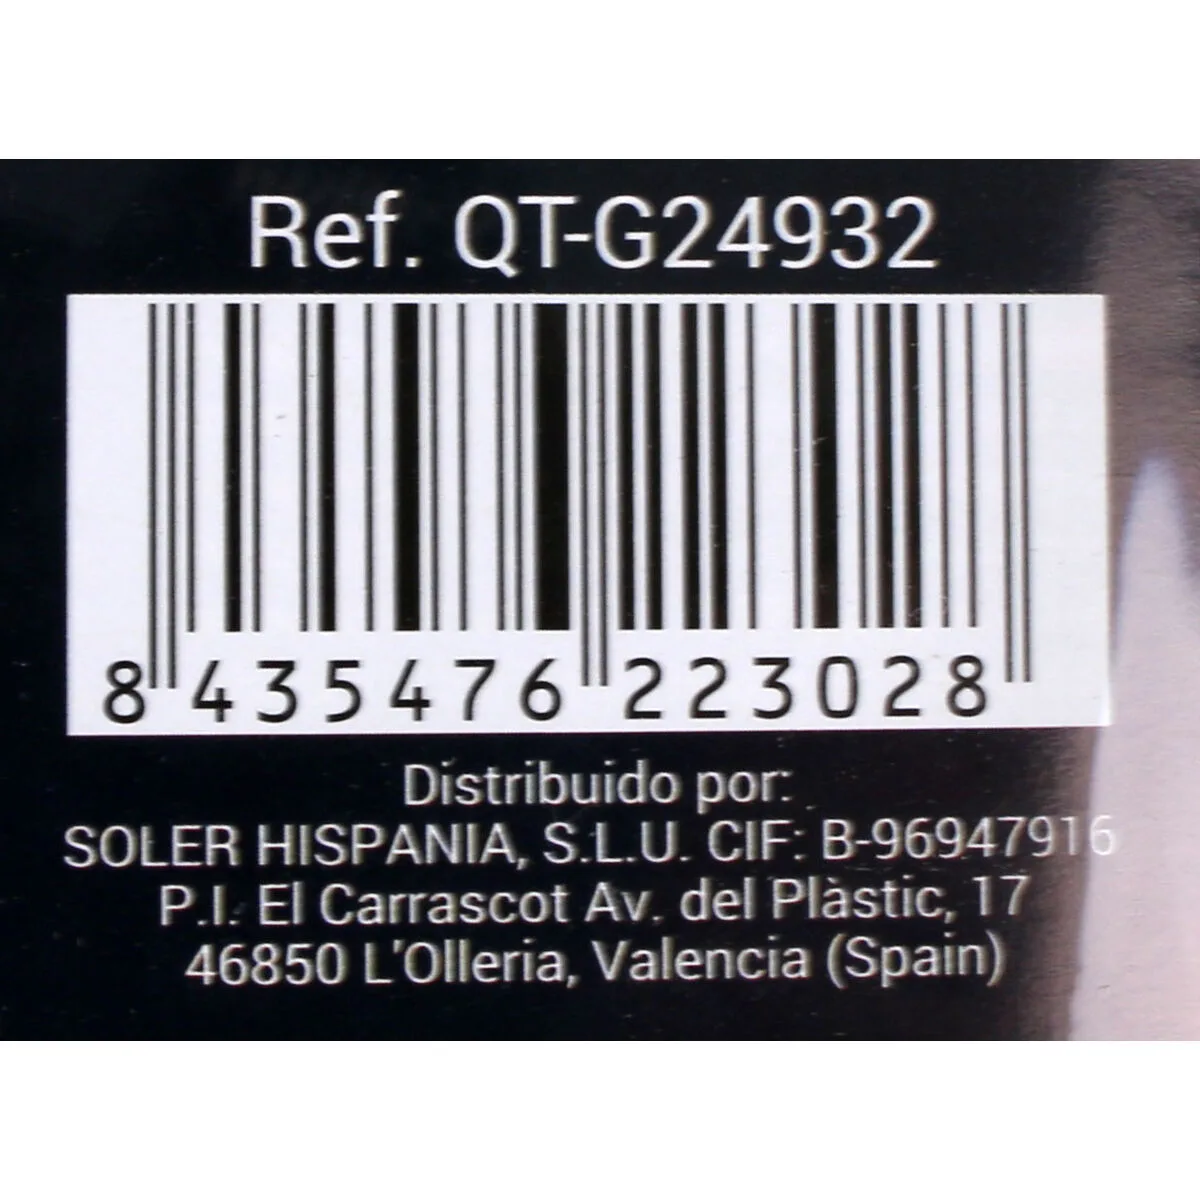 Ref. QT-G24932
8 435476 223028
Distribuido por:
SOLER HISPANIA, S.L.U. CIF: B-96947916
P.I. El Carrascot Av. del Plàstic, 17
46850 L'Olleria, Valencia (Spain)